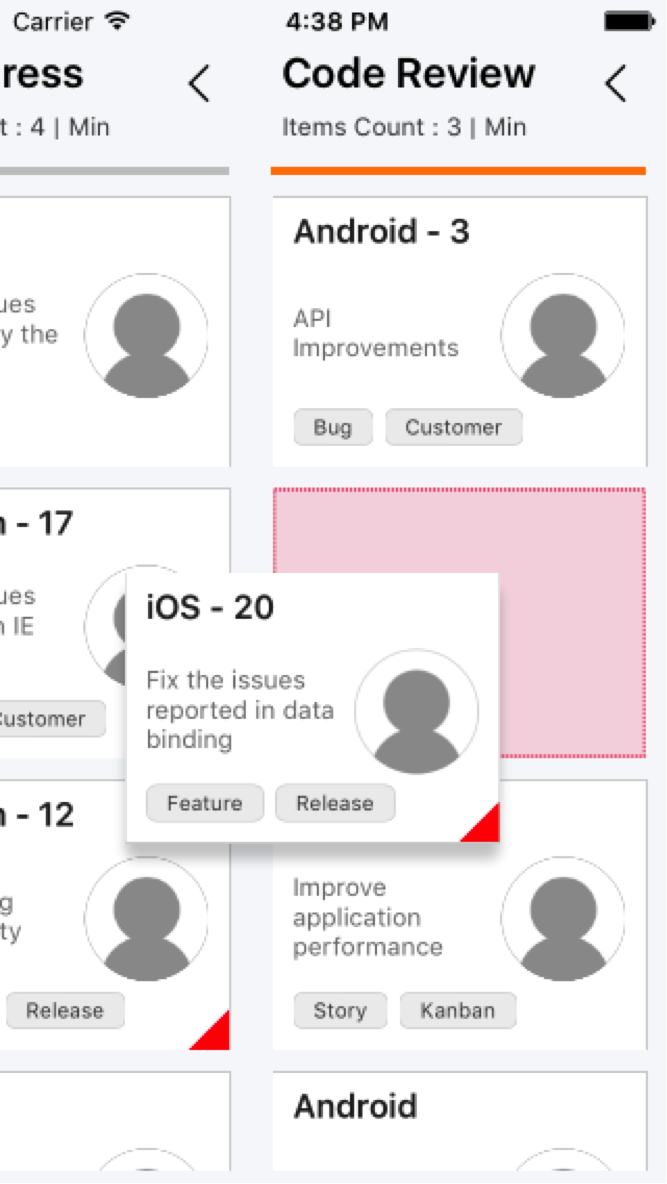 Carrier 4:38 PM
ress
t : 4 | Min
ues
y the
- 17
ues
IE
ustomer
- 12
g
ty
Release
Code Review
Items Count : 3 | Min
Android - 3
API
Improvements
Bug Customer
iOS - 20
Fix the issues
reported in data
binding
Feature Release
Improve
application
performance
Story Kanban
Android